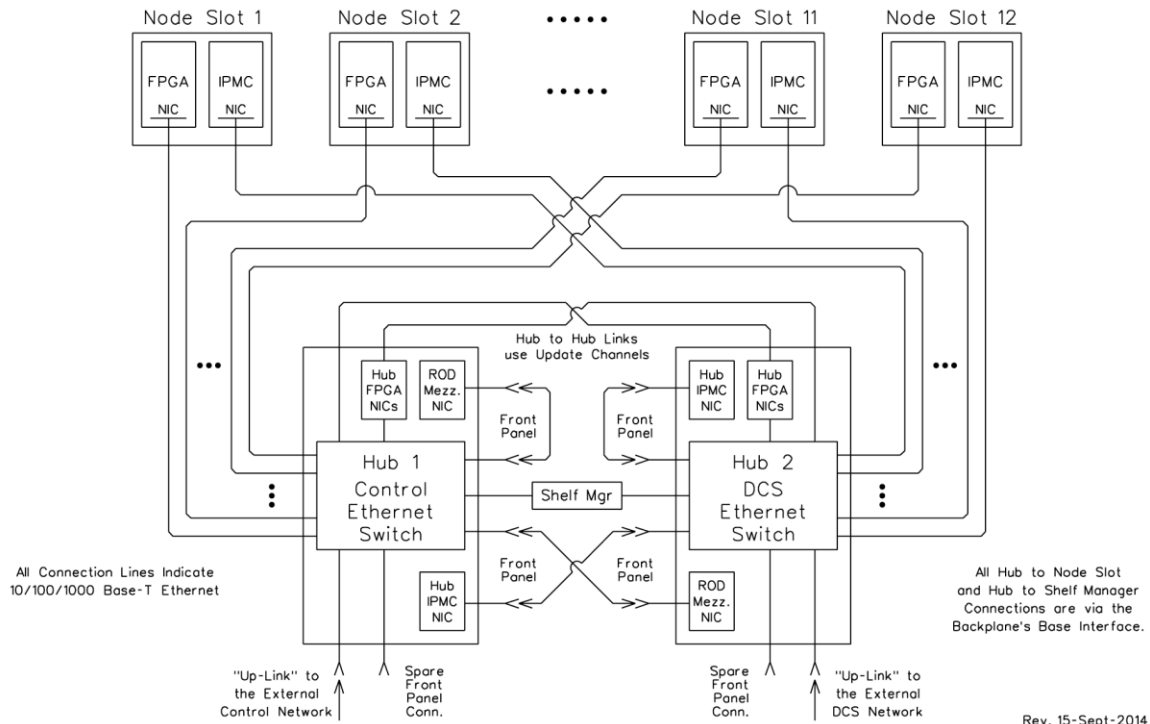 Node Slot 1
Node Slot 2
Node Slot 11
Node Slot 12
FPGA
NIC
IPMC
NIC
FPGA
NIC
IPMC
NIC
FPGA
NIC
IPMC
NIC
FPGA
NIC
IPMC
NIC
Hub to Hub Links
use Update Channels
Hub
FPGA
NICs
ROD
Mezz.
NIC
Hub
IPMC
NIC
Hub
FPGA
NICs
Front
Panel
Front
Panel
Hub 1
Control
Ethernet
Switch
Shelf Mgr
Hub 2
DCS
Ethernet
Switch
Front
Panel
Front
Panel
Hub
IPMC
NIC
ROD
Mezz.
NIC
All Connection Lines Indicate
10/100/1000 Base-T Ethernet
All Hub to Node Slot
and Hub to Shelf Manager
Connections are via the
Backplane's Base Interface.
"Up-Link" to
the External
Control Network
Spare
Front
Panel
Conn.
Spare
Front
Panel
Conn.
"Up-Link" to
the External
DCS Network
Rev. 15-Sept-2014